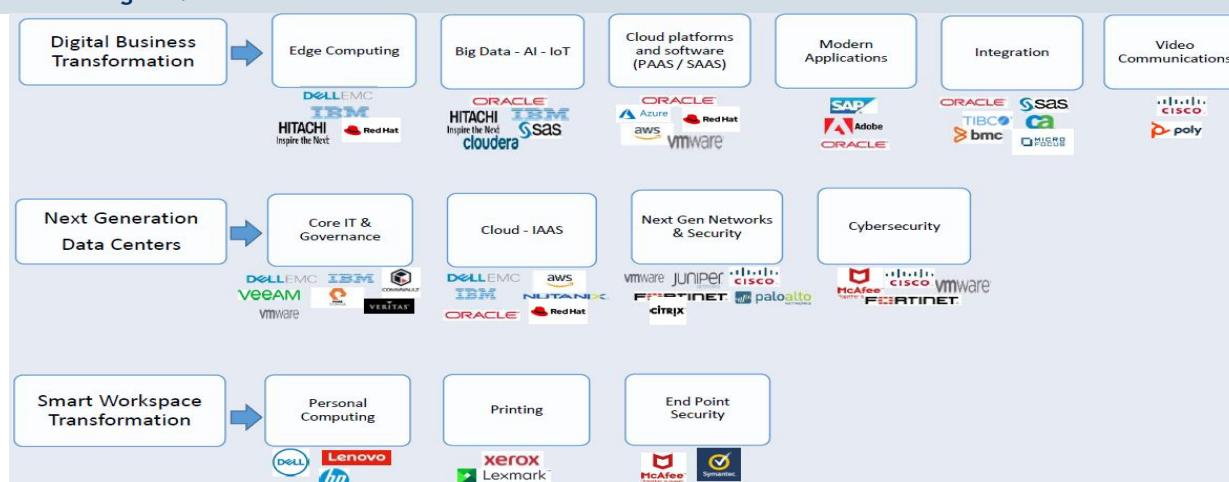 Digital Business
Transformation
Edge Computing
Big Data - AI - IoT
Cloud platforms
and software
(PAAS / SAAS)
Modern
Applications
Integration
Video
Communications
DELLEMC
IBM
HITACHI
Inspire the Next
Red Hat
ORACLE
HITACHI
Inspire the Next
IBM
cloudera
sas
ORACLE
Azure
Red Hat
aws
vmware
SAP
Adobe
ORACLE
ORACLE
sas
TIBCO
ca
bmc
MICRO
FOCUS
CISCO
poly
Next Generation
Data Centers
Core IT &
Governance
Cloud - IAAS
Next Gen Networks
& Security
Cybersecurity
DELLEMC
IBM
COMMVAULT
veeAM
VERITAS
vmware
DELLEMC
aws
IBM
NUTANIX
ORACLE
Red Hat
vmware
JUNIPER
CISCO
FORTINET
paloalto
NETWORKS
CITRIX
McAfee
CISCO
vmware
FORTINET
Smart Workspace
Transformation
Personal
Computing
Printing
End Point
Security
DELL
Lenovo
hp
xerox
Lexmark
McAfee
Symantec